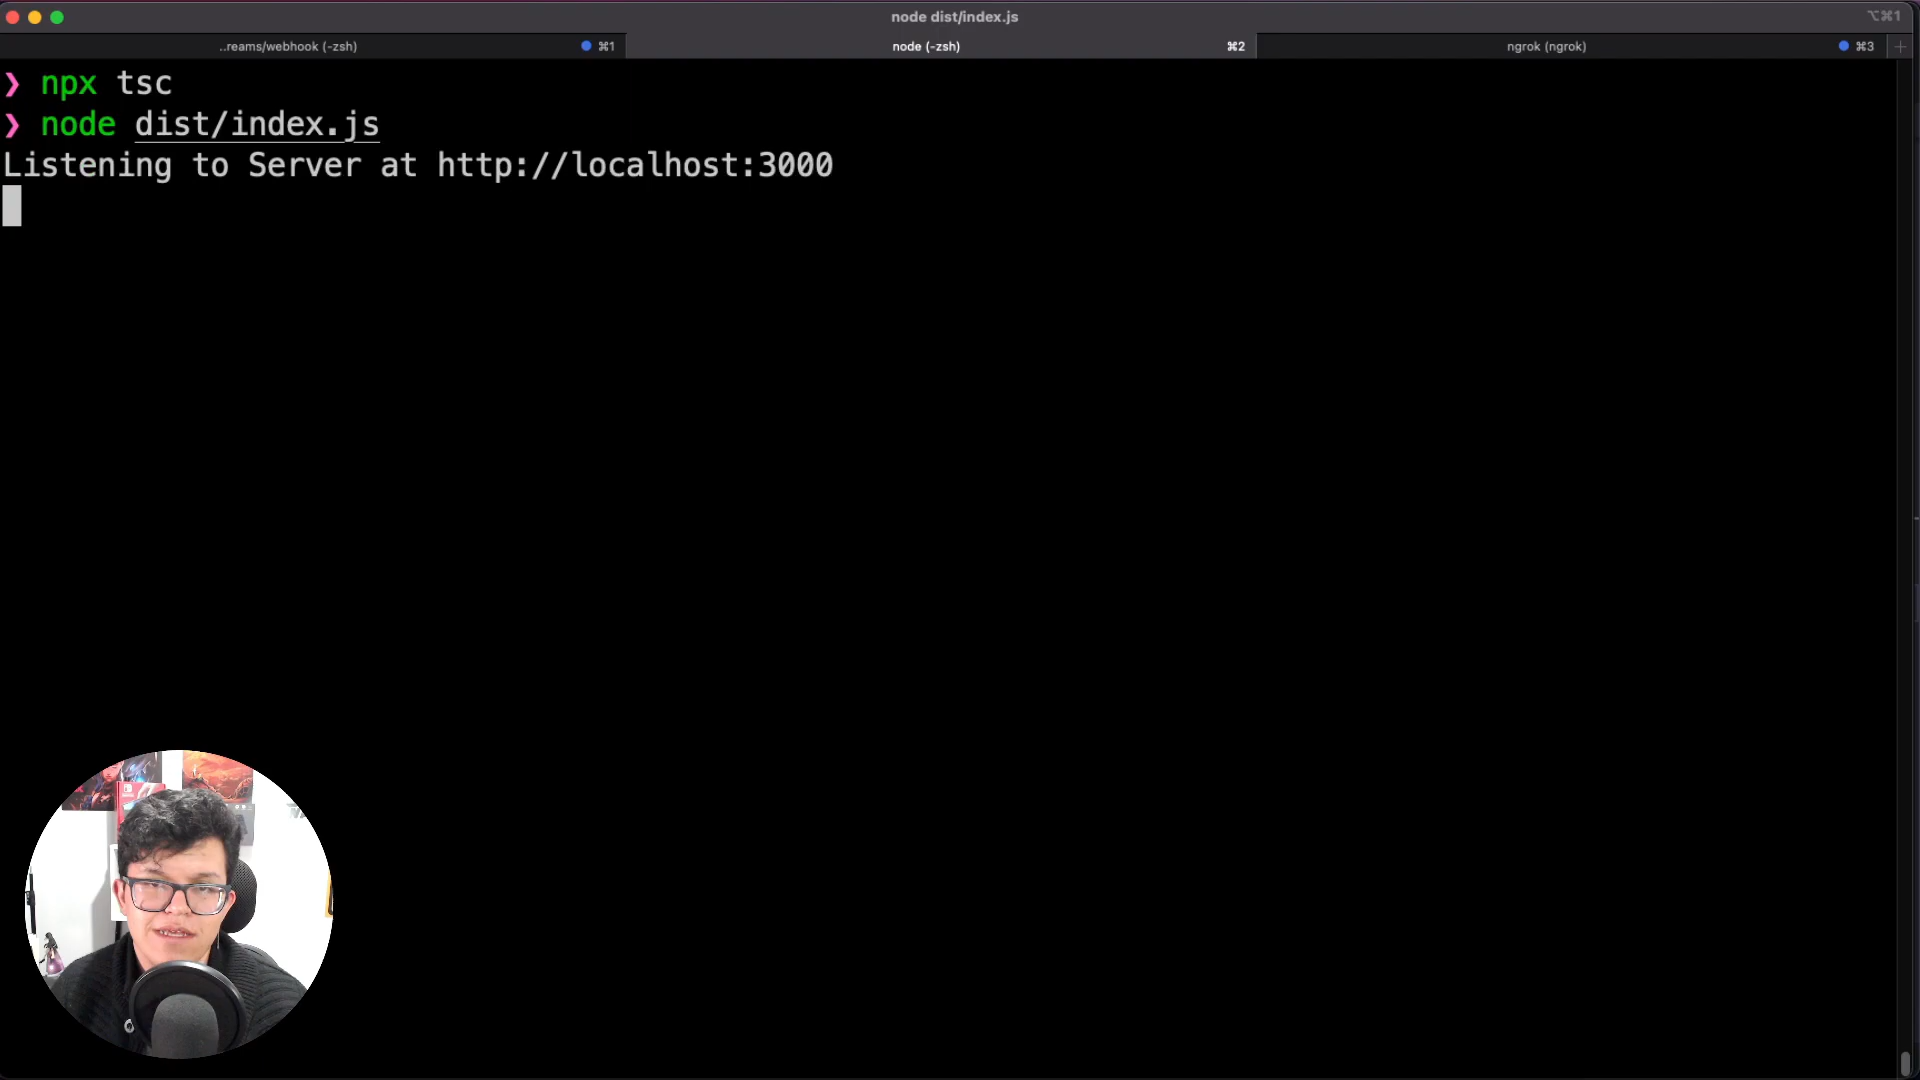 node dist/index.js
⌥⌘1
..reams/webhook (-zsh)
⌘1
node (-zsh)
⌘2
ngrok (ngrok)
⌘3
❯ npx tsc
❯ node dist/index.js
Listening to Server at http://localhost:3000